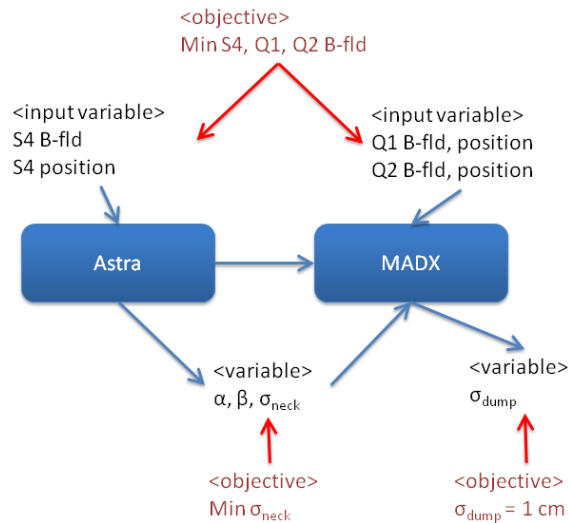 <objective>
Min S4, Q1, Q2 B-fld
<input variable>
S4 B-fld
S4 position
<input variable>
Q1 B-fld, position
Q2 B-fld, position
Astra
MADX
<variable>
α, β, σneck
<variable>
σdump
<objective>
Min σneck
<objective>
σdump = 1 cm